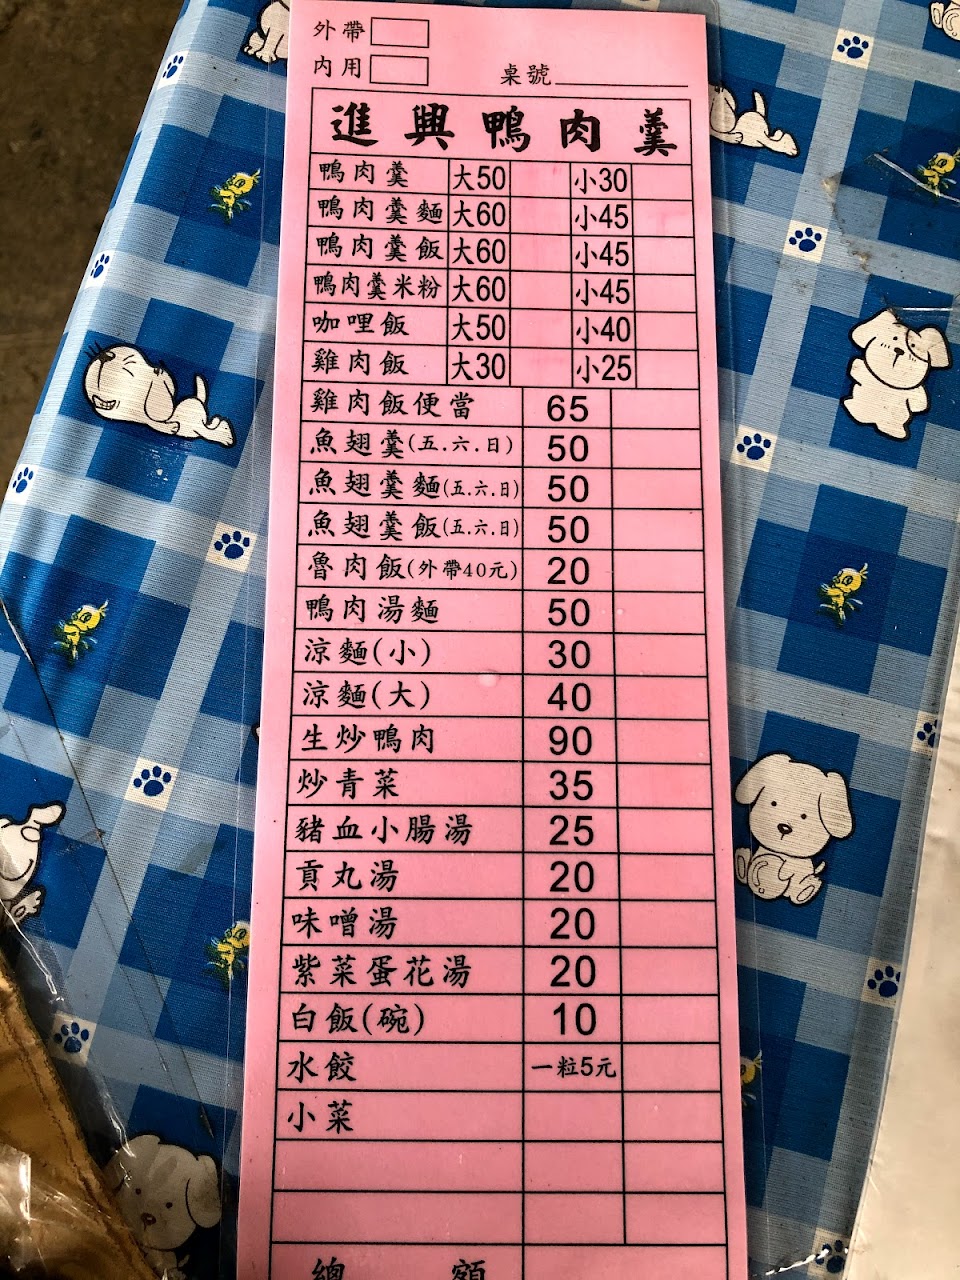 外帶
內用 桌號
進興鴨肉羹
鴨肉羹 大50 小30
鴨肉羹麵 大60 小45
鴨肉羹飯 大60 小45
鴨肉羹米粉 大60 小45
咖哩飯 大50 小40
雞肉飯 大30 小25
雞肉飯便當 65
魚翅羹(五.六.日) 50
魚翅羹麵(五.六.日) 50
魚翅羹飯(五.六.日) 50
魯肉飯(外帶40元) 20
鴨肉湯麵 50
涼麵(小) 30
涼麵(大) 40
生炒鴨肉 90
炒青菜 35
豬血小腸湯 25
貢丸湯 20
味噌湯 20
紫菜蛋花湯 20
白飯(碗) 10
水餃 一粒5元
小菜
總額